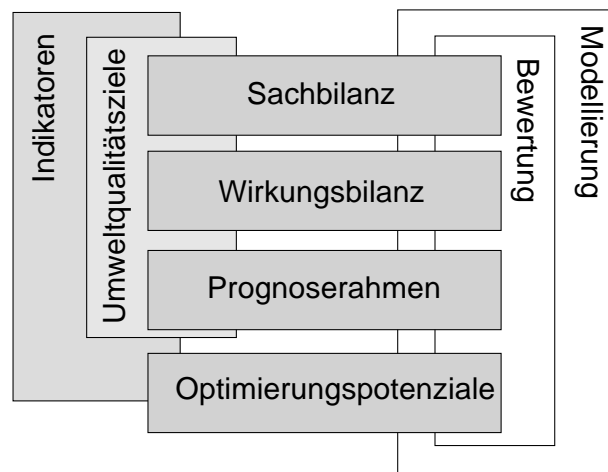 Indikatoren
Umweltqualitätsziele
Sachbilanz
Wirkungsbilanz
Prognoserahmen
Optimierungspotenziale
Bewertung
Modellierung